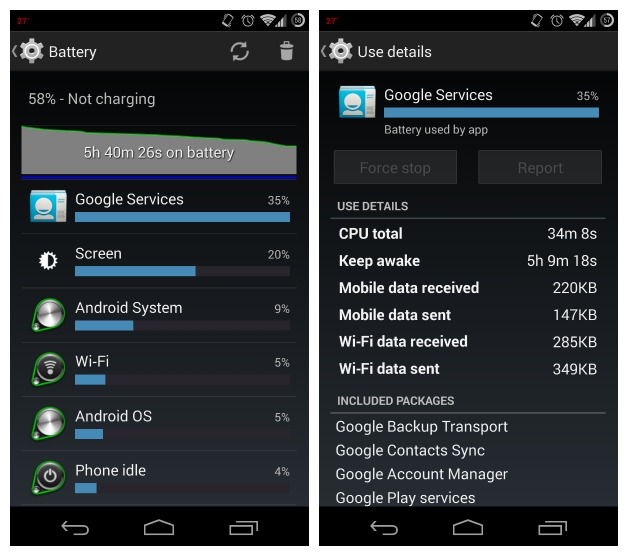 27°
58
Battery
58% - Not charging
5h 40m 26s on battery
Google Services 35%
Screen 20%
Android System 9%
Wi-Fi 5%
Android OS 5%
Phone idle 4%
27°
57
Use details
Google Services 35%
Battery used by app
Force stop Report
USE DETAILS
CPU total 34m 8s
Keep awake 5h 9m 18s
Mobile data received 220KB
Mobile data sent 147KB
Wi-Fi data received 285KB
Wi-Fi data sent 349KB
INCLUDED PACKAGES
Google Backup Transport
Google Contacts Sync
Google Account Manager
Google Play services